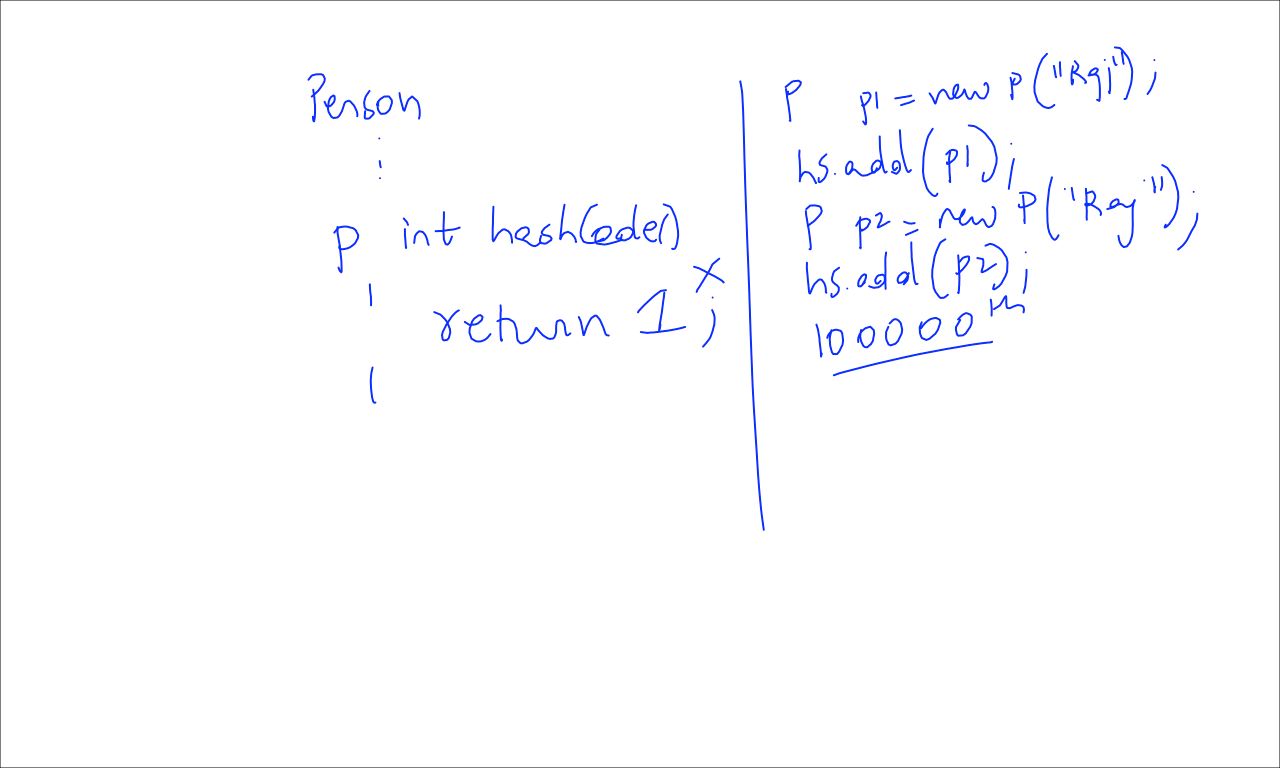 Person
:
P int hashCode()
return 1;
P p1 = new P("Raj");
hs.add(p1);
P p2 = new P("Raj");
hs.add(p2);
100000th